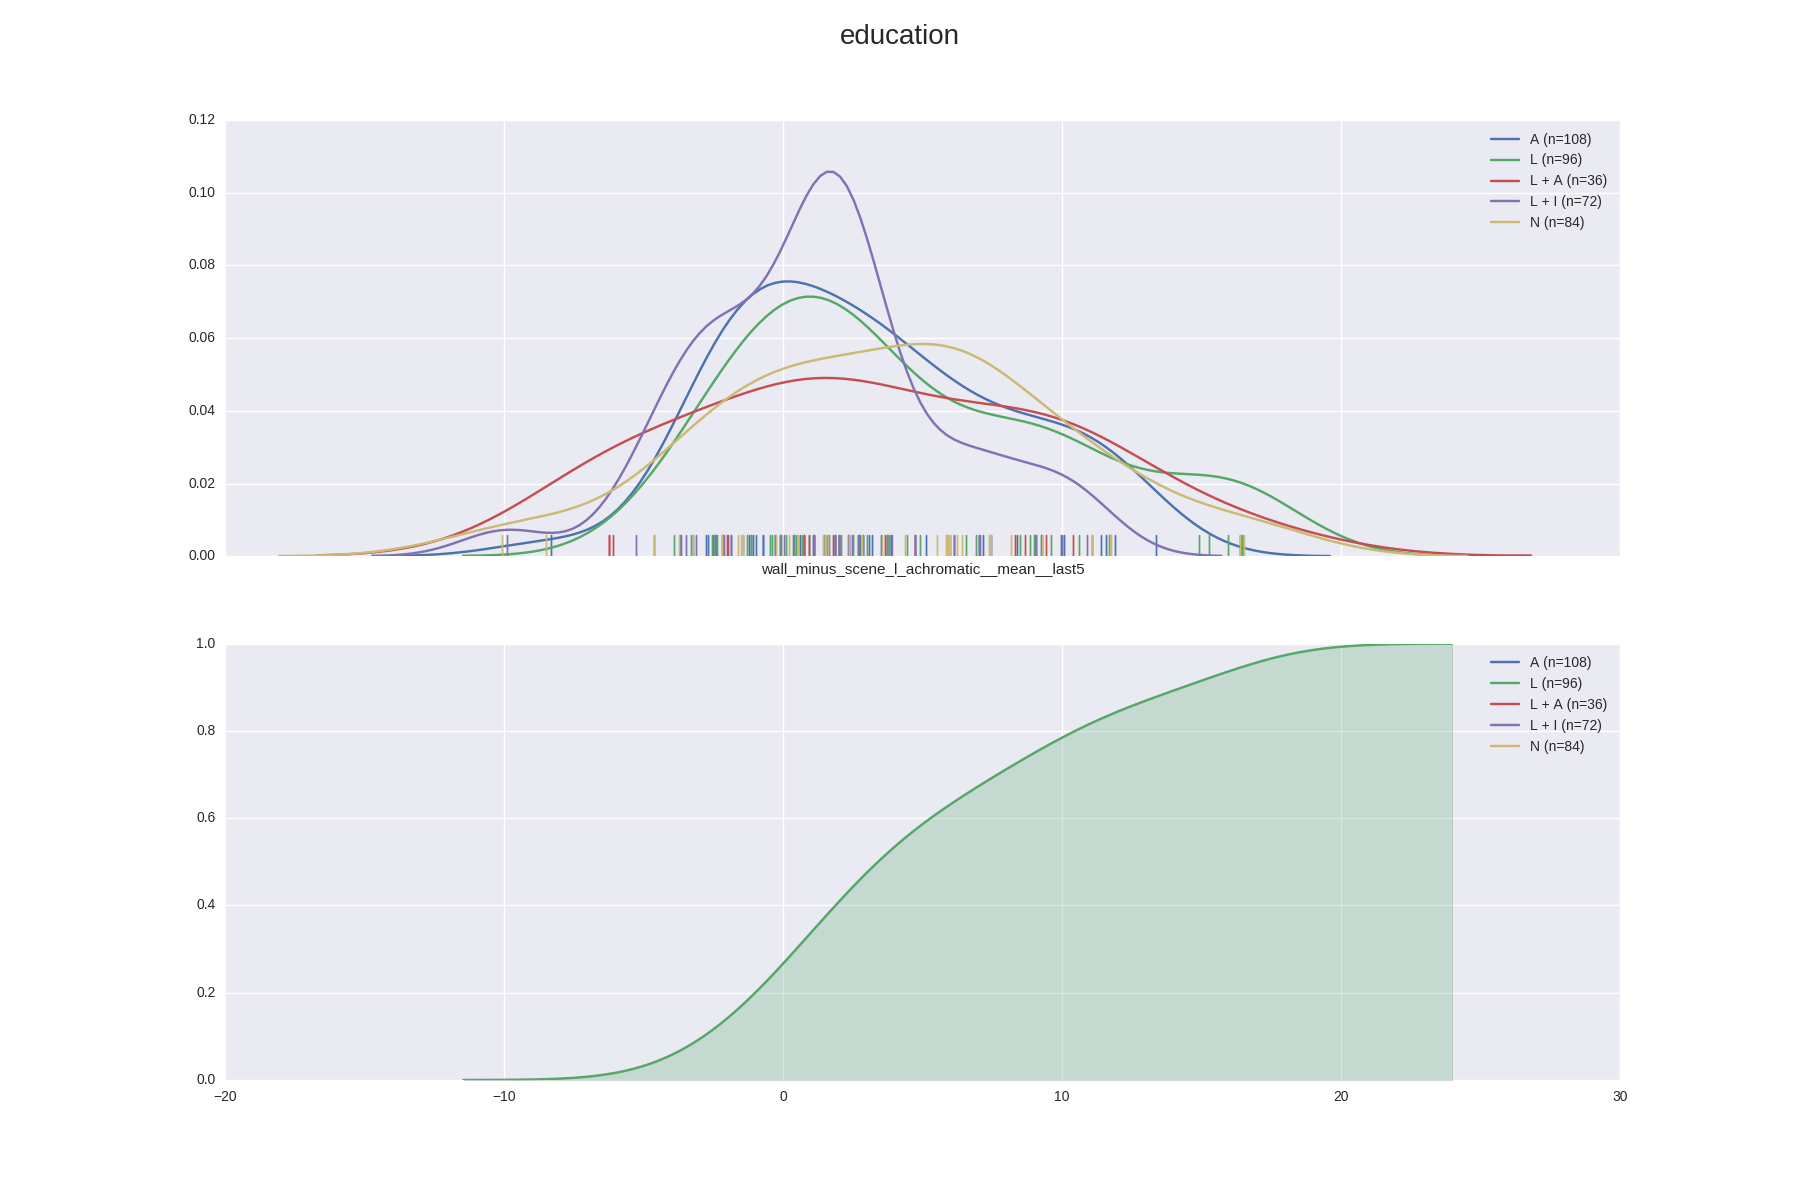 education
0.12
0.10
0.08
0.06
0.04
0.02
0.00
A (n=108)
L (n=96)
L + A (n=36)
L + I (n=72)
N (n=84)
wall_minus_scene_l_achromatic__mean__last5
1.0
0.8
0.6
0.4
0.2
0.0
A (n=108)
L (n=96)
L + A (n=36)
L + I (n=72)
N (n=84)
−20 −10 0 10 20 30